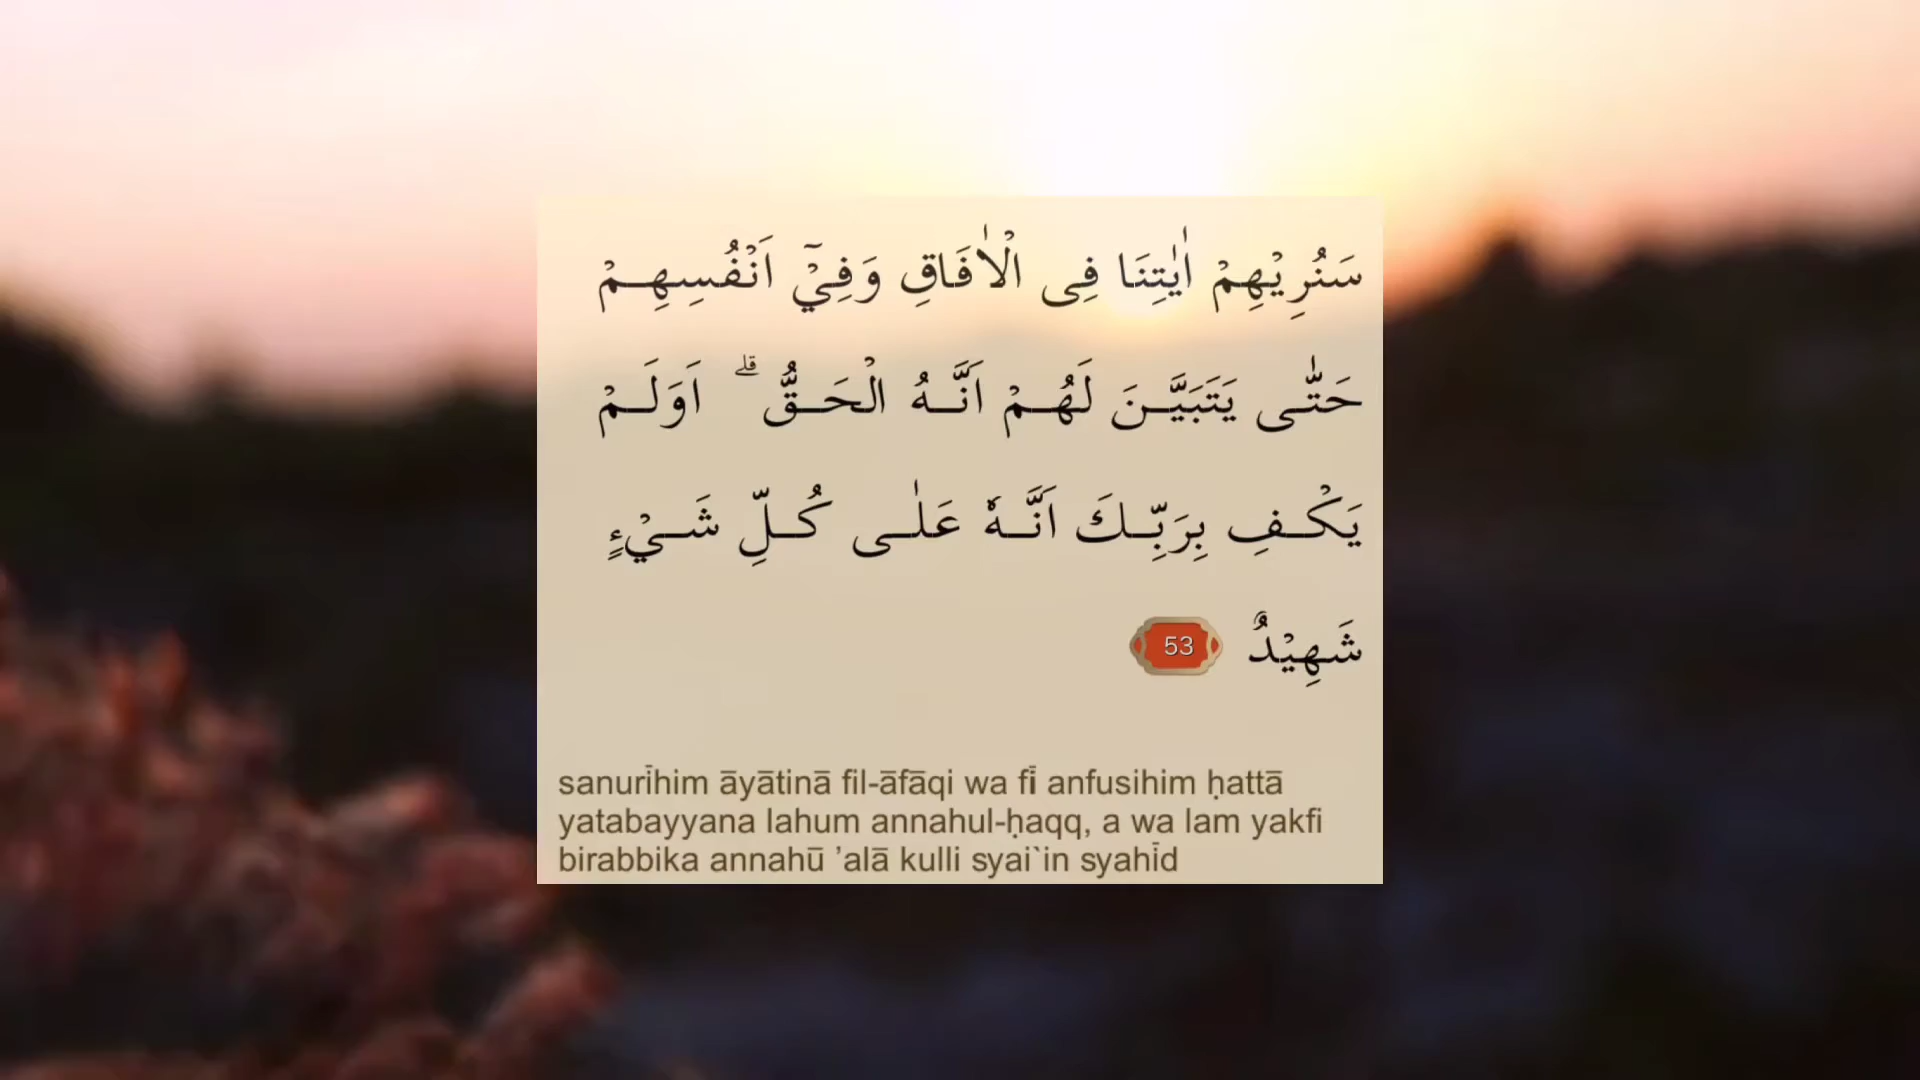 سَنُرِيْهِمْ اٰيٰتِنَا فِى الْاٰفَاقِ وَفِيْٓ اَنْفُسِهِمْ
حَتّٰى يَتَبَيَّنَ لَهُمْ اَنَّهُ الْحَقُّ ۗ اَوَلَمْ
يَكْفِ بِرَبِّكَ اَنَّهٗ عَلٰى كُلِّ شَيْءٍ
شَهِيْدٌ 53
sanurīhim āyātinā fil-āfāqi wa fī anfusihim ḥattā
yatabayyana lahum annahul-ḥaqq, a wa lam yakfi
birabbika annahū ’alā kulli syai`in syahīd